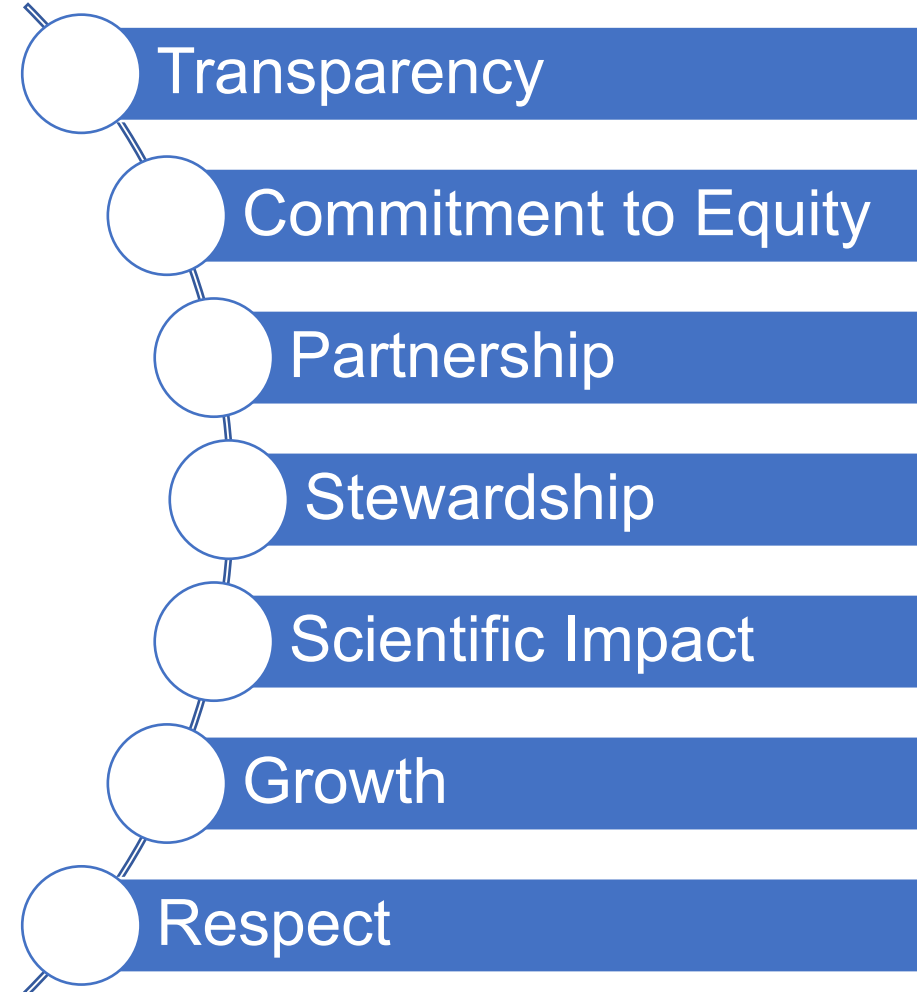 Transparency
Commitment to Equity
Partnership
Stewardship
Scientific Impact
Growth
Respect